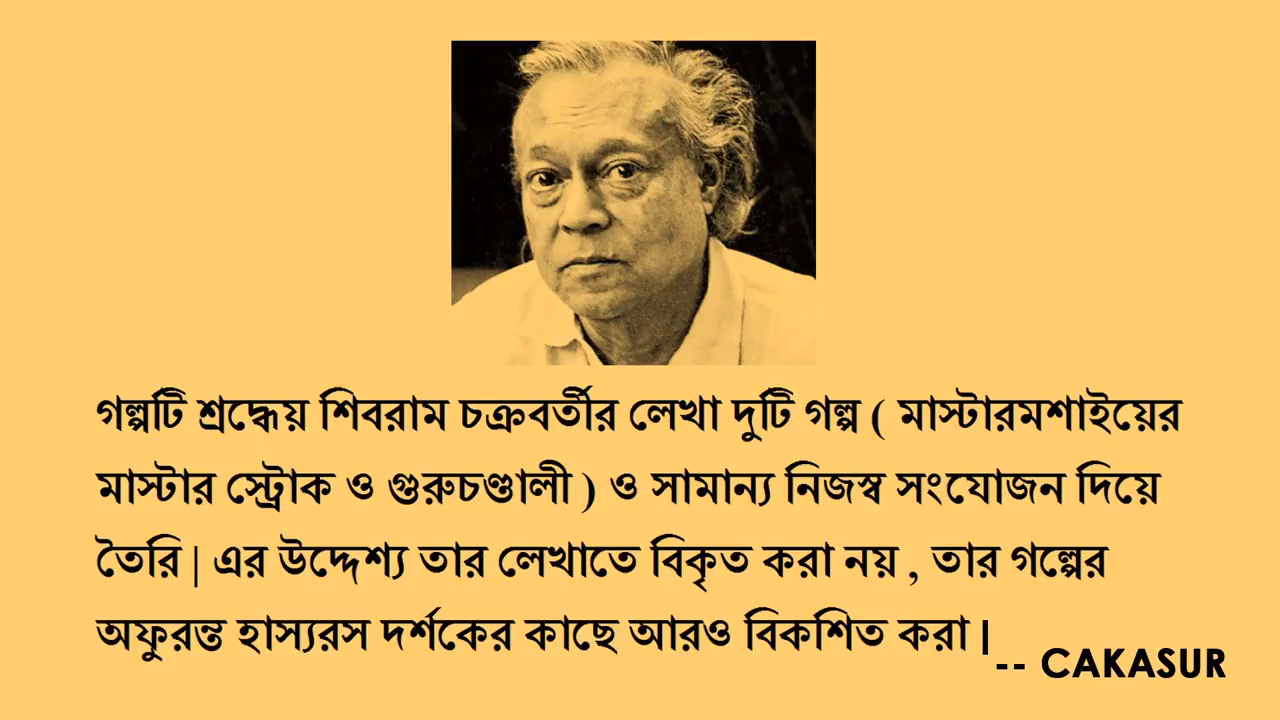 গল্পটি শ্রদ্ধেয় শিবরাম চক্রবর্তীর লেখা দুটি গল্প ( মাস্টারমশাইয়ের
মাস্টার স্ট্রোক ও গুরুচণ্ডালী ) ও সামান্য নিজস্ব সংযোজন দিয়ে
তৈরি | এর উদ্দেশ্য তার লেখাতে বিকৃত করা নয় , তার গল্পের
অফুরন্ত হাস্যরস দর্শকের কাছে আরও বিকশিত করা |
-- CAKASUR